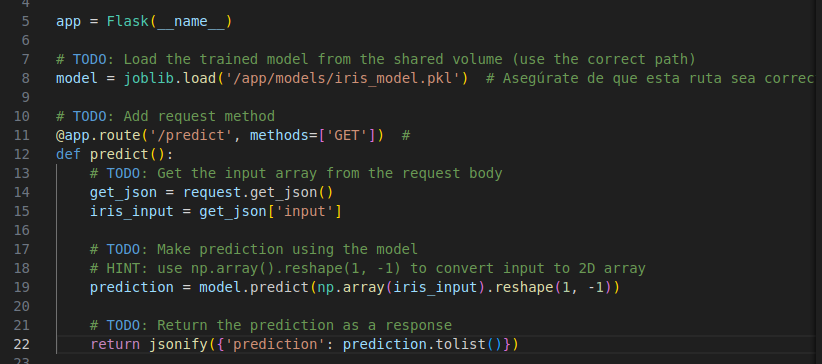 4
5 app = Flask(__name__)
6
7 # TODO: Load the trained model from the shared volume (use the correct path)
8 model = joblib.load('/app/models/iris_model.pkl')  # Asegúrate de que esta ruta sea correc
9
10 # TODO: Add request method
11 @app.route('/predict', methods=['GET'])  #
12 def predict():
13     # TODO: Get the input array from the request body
14     get_json = request.get_json()
15     iris_input = get_json['input']
16
17     # TODO: Make prediction using the model
18     # HINT: use np.array().reshape(1, -1) to convert input to 2D array
19     prediction = model.predict(np.array(iris_input).reshape(1, -1))
20
21     # TODO: Return the prediction as a response
22     return jsonify({'prediction': prediction.tolist()})
23